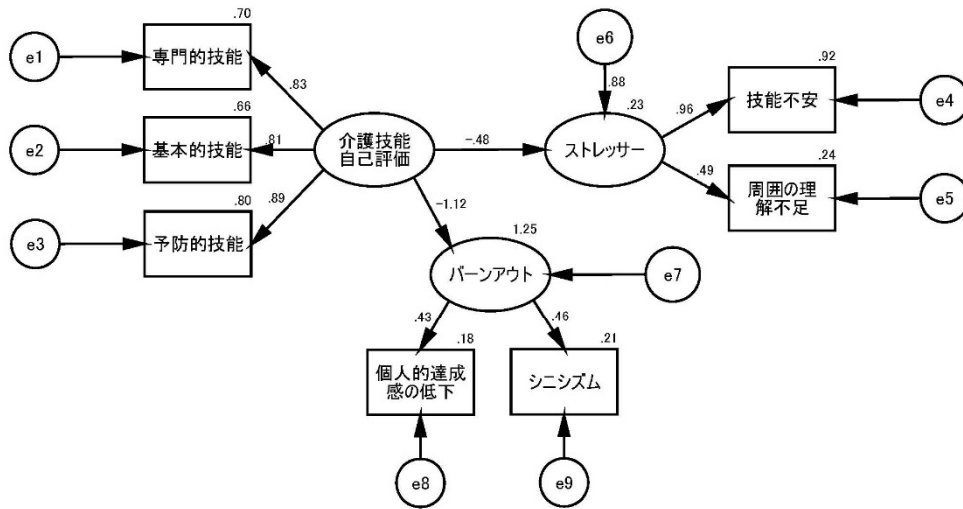 .70
e1
専門的技能
.83
.66
e2
基本的技能
.81
.80
e3
予防的技能
.89
介護技能
自己評価
-.48
-1.12
e6
.88
.23
ストレッサー
.96
.92
技能不安
e4
.49
.24
周囲の理
解不足
e5
1.25
バーンアウト
e7
.43
.18
個人的達成
感の低下
e8
.46
.21
シニシズム
e9